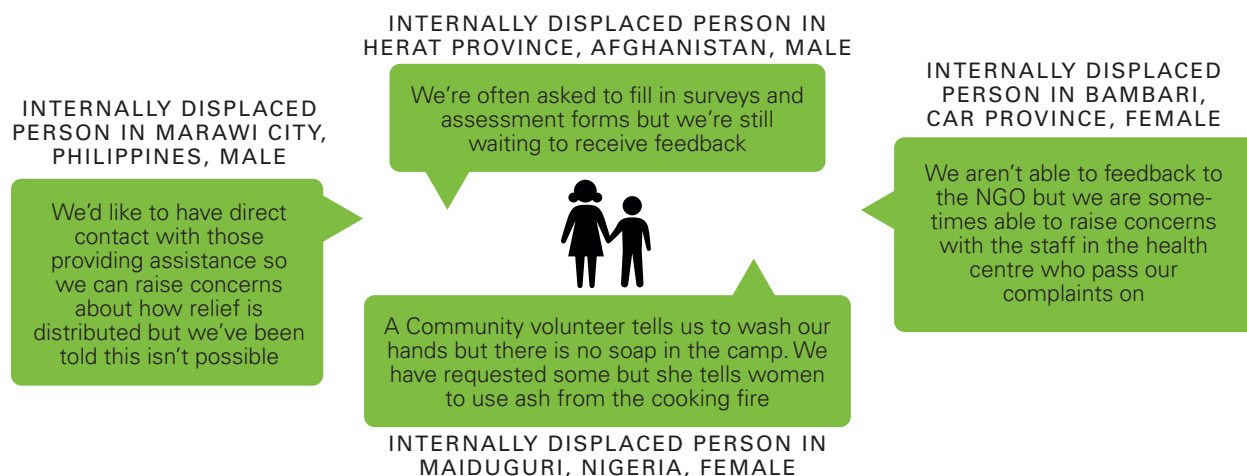 INTERNALLY DISPLACED
PERSON IN MARAWI CITY,
PHILIPPINES, MALE
We’d like to have direct
contact with those
providing assistance so
we can raise concerns
about how relief is
distributed but we’ve been
told this isn’t possible
INTERNALLY DISPLACED PERSON IN
HERAT PROVINCE, AFGHANISTAN, MALE
We’re often asked to fill in surveys and
assessment forms but we’re still
waiting to receive feedback
A Community volunteer tells us to wash our
hands but there is no soap in the camp. We
have requested some but she tells women
to use ash from the cooking fire
INTERNALLY DISPLACED PERSON IN
MAIDUGURI, NIGERIA, FEMALE
INTERNALLY DISPLACED
PERSON IN BAMBARI,
CAR PROVINCE, FEMALE
We aren’t able to feedback to
the NGO but we are some-
times able to raise concerns
with the staff in the health
centre who pass our
complaints on